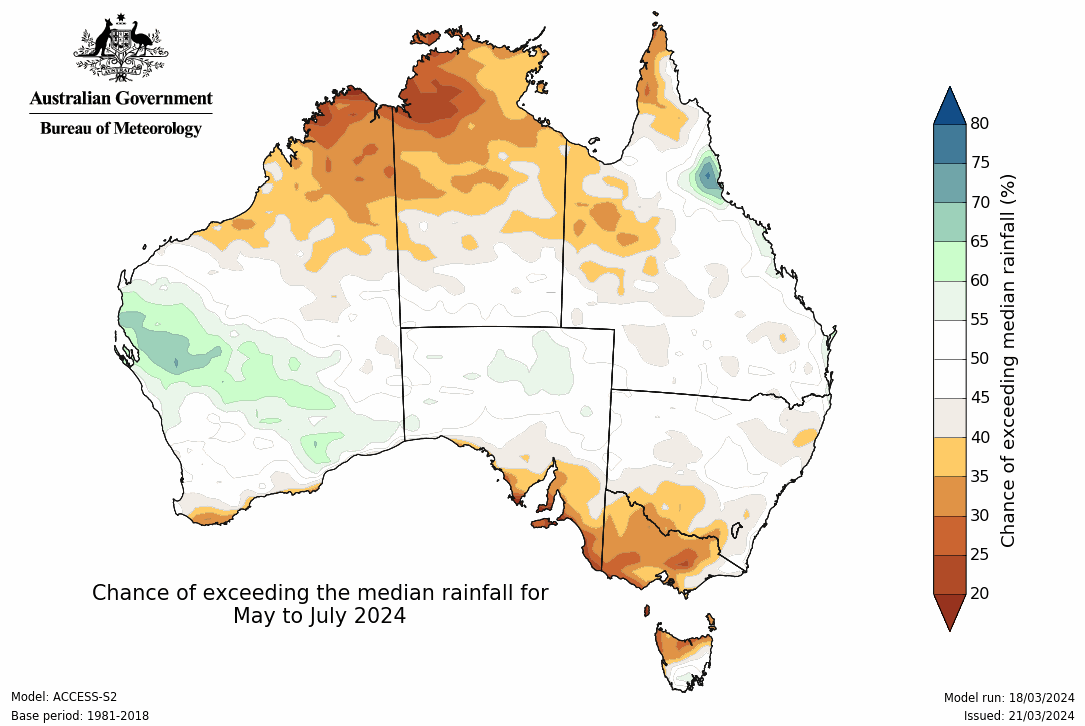 Australian Government
Bureau of Meteorology
80
75
70
65
60
55
50
45
40
35
30
25
20
Chance of exceeding median rainfall (%)
Chance of exceeding the median rainfall for
May to July 2024
Model: ACCESS-S2
Base period: 1981-2018
Model run: 18/03/2024
Issued: 21/03/2024